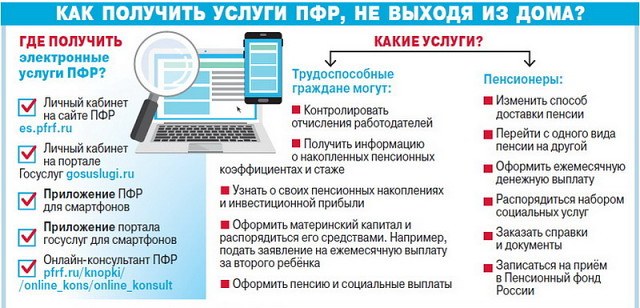 КАК ПОЛУЧИТЬ УСЛУГИ ПФР, НЕ ВЫХОДЯ ИЗ ДОМА?
ГДЕ ПОЛУЧИТЬ
электронные
услуги ПФР?
Личный кабинет
на сайте ПФР
es.pfrf.ru
Личный кабинет
на портале
Госуслуг gosuslugi.ru
Приложение ПФР
для смартфонов
Приложение портала
госуслуг для смартфонов
Онлайн-консультант ПФР
pfrf.ru/knopki/
/online_kons/online_konsult
КАКИЕ УСЛУГИ?
Трудоспособные
граждане могут:
Контролировать
отчисления работодателей
Получить информацию
о накопленных пенсионных
коэффициентах и стаже
Узнать о своих пенсионных накоплениях
и инвестиционной прибыли
Оформить материнский капитал и
распорядиться его средствами. Например,
подать заявление на ежемесячную выплату
за второго ребёнка
Оформить пенсию и социальные выплаты
Пенсионеры:
Изменить способ
доставки пенсии
Перейти с одного вида
пенсии на другой
Оформить ежемесячную
денежную выплату
Распорядиться набором
социальных услуг
Заказать справки
и документы
Записаться на приём
в Пенсионный фонд
России